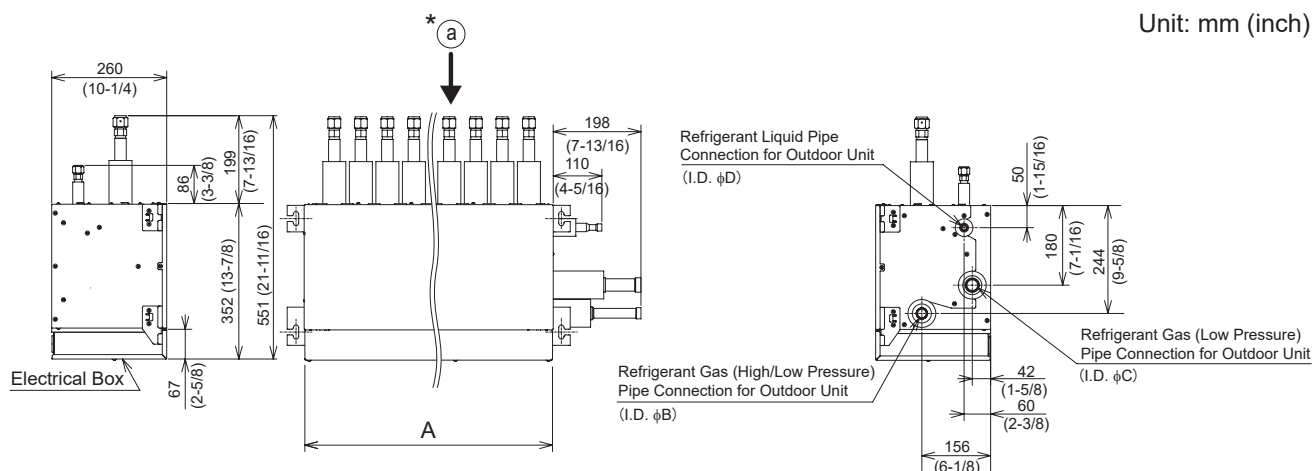 Unit: mm (inch)
* a
260
(10-1/4)
199
(7-13/16)
86
(3-3/8)
352 (13-7/8)
551 (21-11/16)
67
(2-5/8)
Electrical Box
198
(7-13/16)
110
(4-5/16)
A
Refrigerant Liquid Pipe
Connection for Outdoor Unit
(I.D. ϕD)
50
(1-15/16)
180
(7-1/16)
244
(9-5/8)
Refrigerant Gas (Low Pressure)
Pipe Connection for Outdoor Unit
(I.D. ϕC)
Refrigerant Gas (High/Low Pressure)
Pipe Connection for Outdoor Unit
(I.D. ϕB)
42
(1-5/8)
60
(2-3/8)
156
(6-1/8)